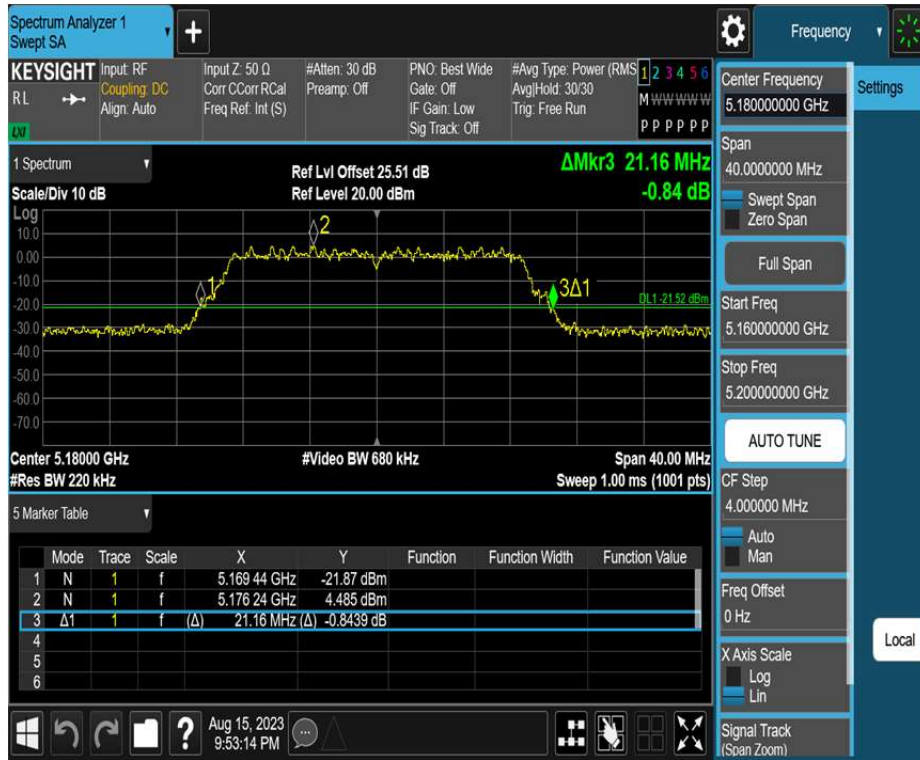 Spectrum Analyzer 1
Swept SA
+
Frequency
KEYSIGHT
RL
LXI
Input: RF
Coupling: DC
Align: Auto
Input Z: 50 Ω
Corr CCorr RCal
Freq Ref: Int (S)
#Atten: 30 dB
Preamp: Off
PNO: Best Wide
Gate: Off
IF Gain: Low
Sig Track: Off
#Avg Type: Power (RMS
Avg|Hold: 30/30
Trig: Free Run
1 2 3 4 5 6
M W W W W W
P P P P P P
1 Spectrum
Scale/Div 10 dB
Ref Lvl Offset 25.51 dB
Ref Level 20.00 dBm
ΔMkr3 21.16 MHz
-0.84 dB
Log
10.0
0.00
-10.0
-20.0
-30.0
-40.0
-50.0
-60.0
-70.0
1
2
3Δ1
DL1 -21.52 dBm
Center 5.18000 GHz
#Video BW 680 kHz
Span 40.00 MHz
#Res BW 220 kHz
Sweep 1.00 ms (1001 pts)
5 Marker Table
Mode Trace Scale X Y Function Function Width Function Value
1 N 1 f 5.169 44 GHz -21.87 dBm
2 N 1 f 5.176 24 GHz 4.485 dBm
3 Δ1 1 f (Δ) 21.16 MHz (Δ) -0.8439 dB
4
5
6
Center Frequency
5.180000000 GHz
Settings
Span
40.0000000 MHz
Swept Span
Zero Span
Full Span
Start Freq
5.160000000 GHz
Stop Freq
5.200000000 GHz
AUTO TUNE
CF Step
4.000000 MHz
Auto
Man
Freq Offset
0 Hz
X Axis Scale
Log
Lin
Signal Track
(Span Zoom)
Local
?
Aug 15, 2023
9:53:14 PM